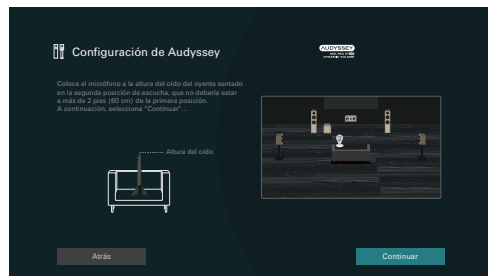 Configuración de Audyssey
AUDYSSEY
Coloca el micrófono a la altura del oído del oyente sentado
en la segunda posición de escucha, que no debería estar
a más de 2 pies (60 cm) de la primera posición.
A continuación, selecciona "Continuar"...
Altura del oído
Atrás
Continuar